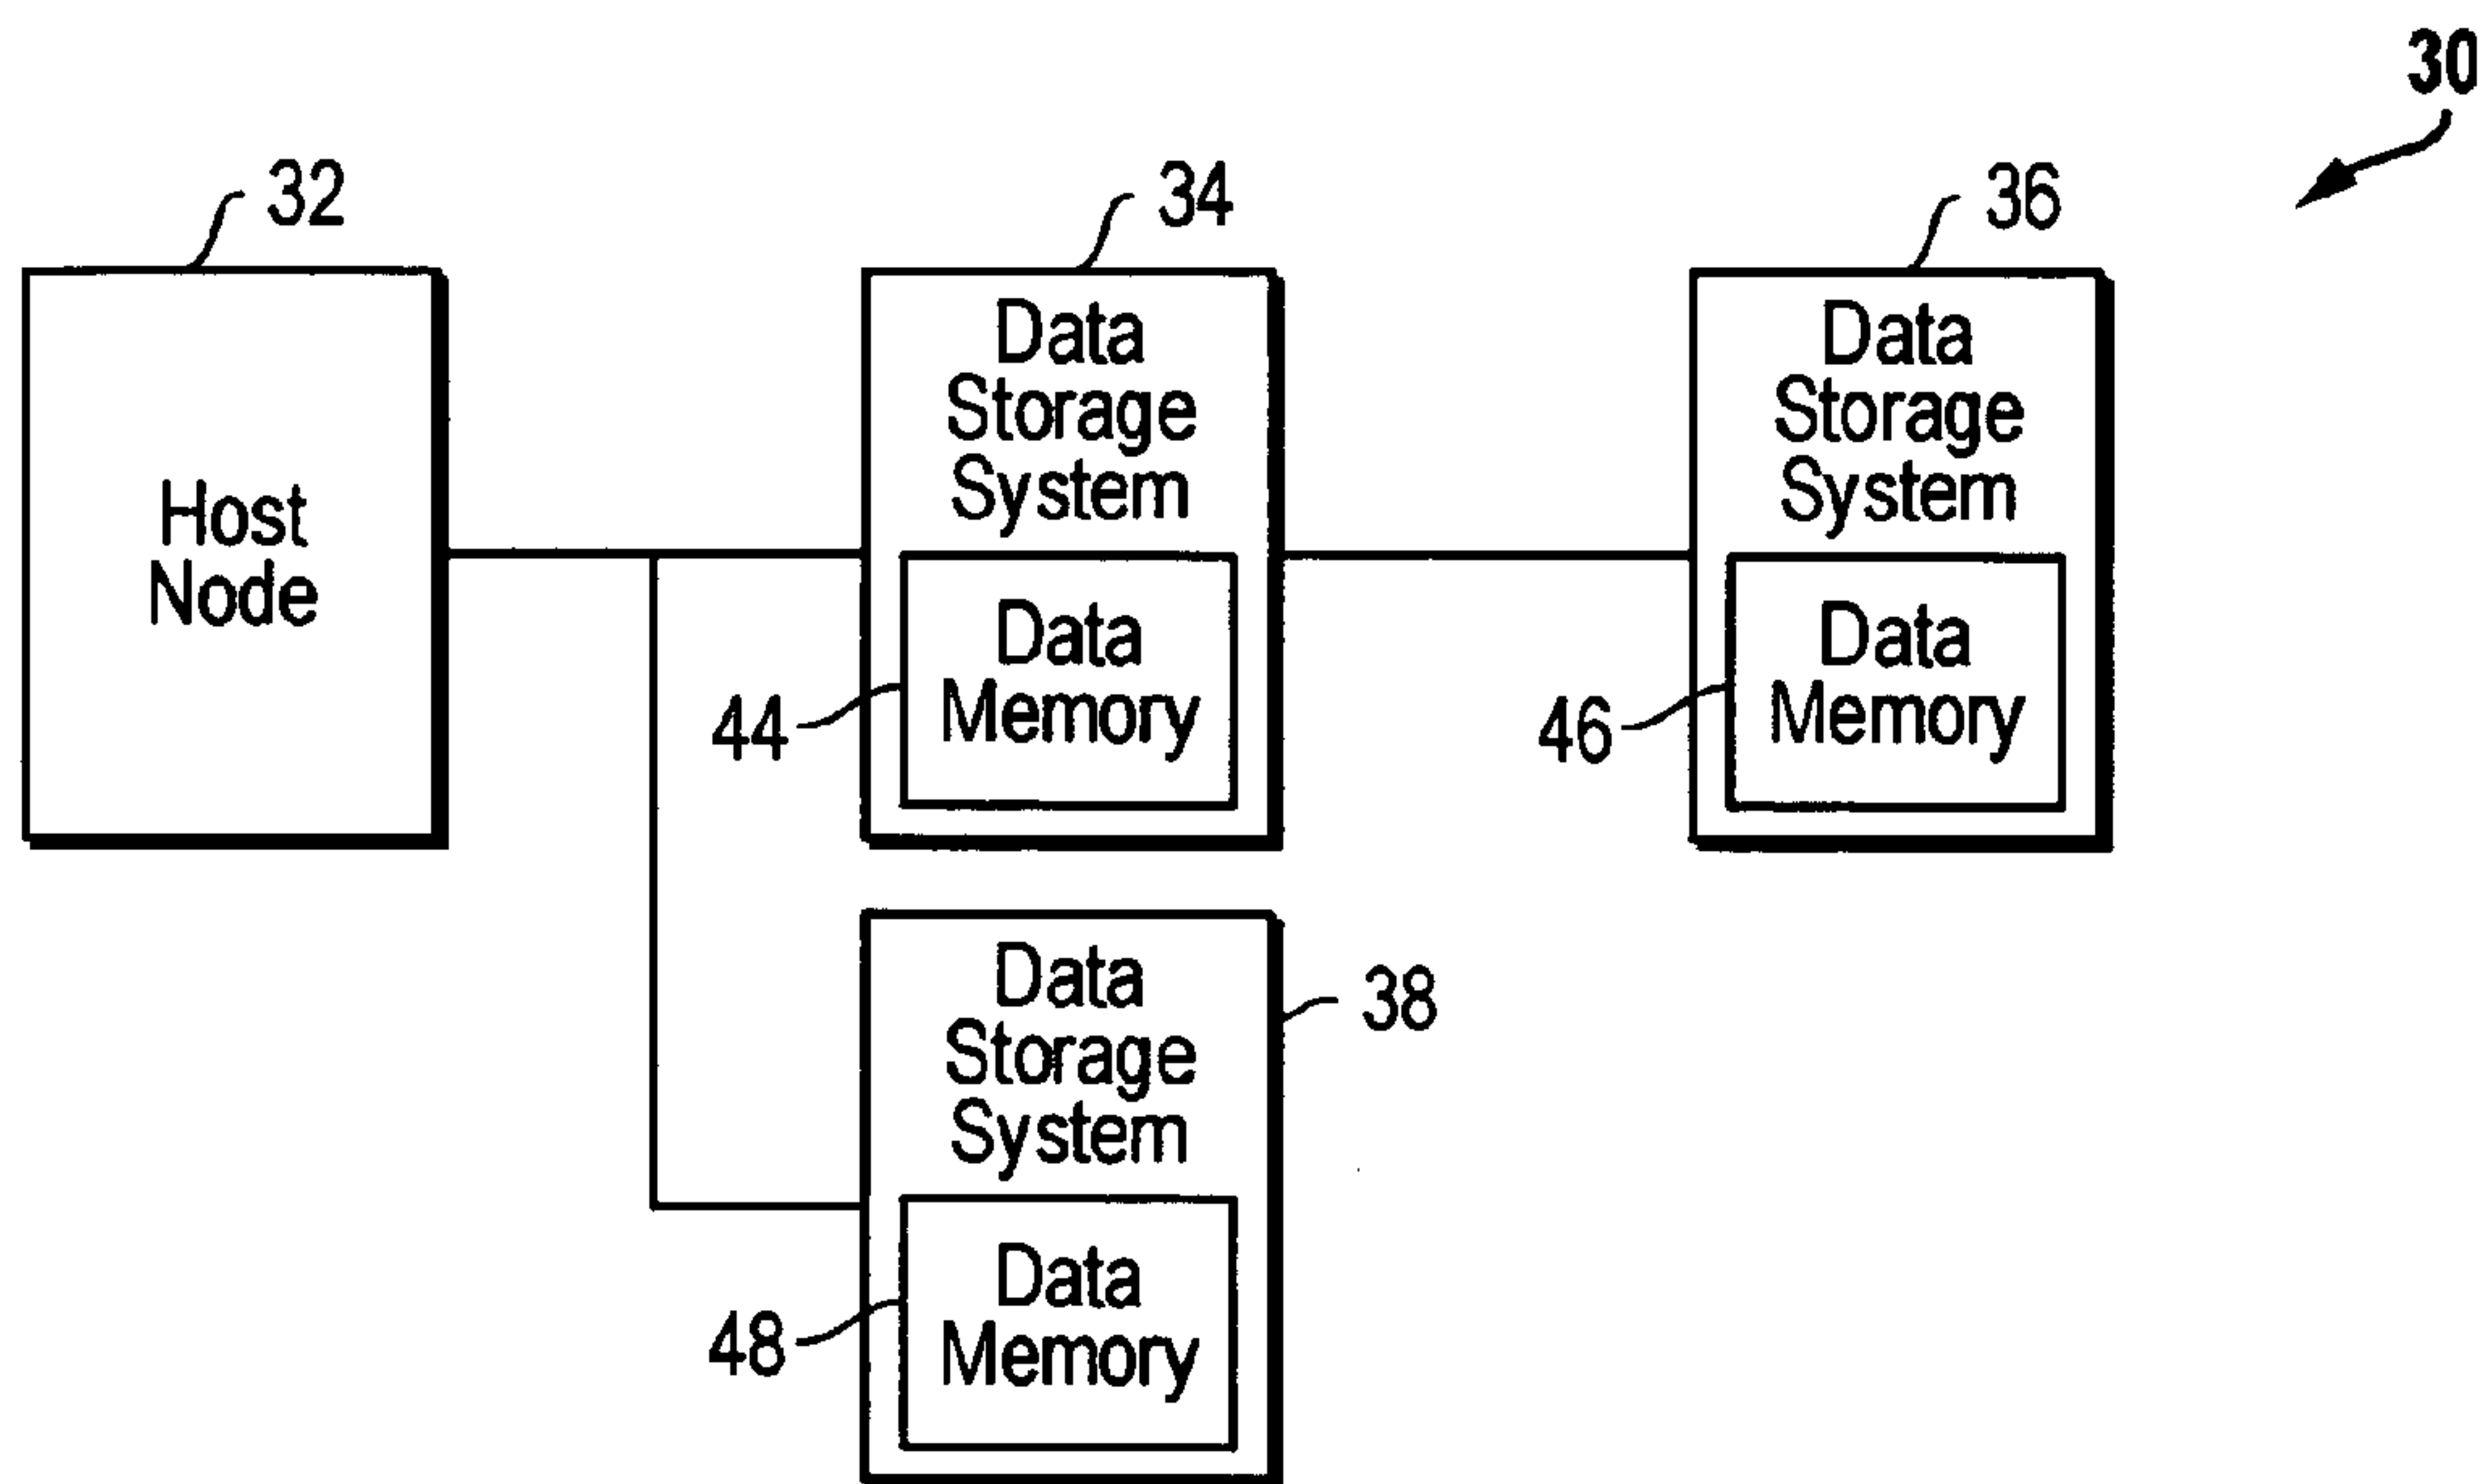 30
32
34
36
Host
Node
Data
Storage
System
Data
Memory
44
Data
Storage
System
Data
Memory
46
Data
Storage
System
38
Data
Memory
48